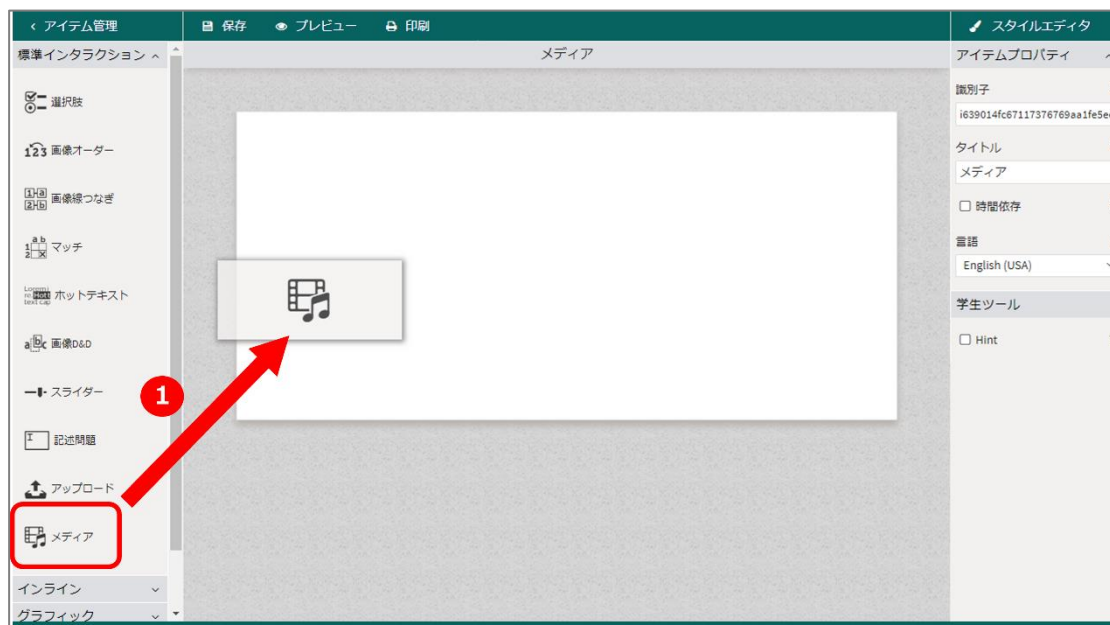 < アイテム管理
保存
プレビュー
印刷
スタイルエディタ
標準インタラクション
メディア
アイテムプロパティ
選択肢
123 画像オーダー
画像線つなぎ
マッチ
ホットテキスト
画像D&D
スライダー
記述問題
アップロード
メディア
インライン
グラフィック
1
識別子
i639014fc67117376769aa1fe5e
タイトル
メディア
時間依存
言語
English (USA)
学生ツール
Hint